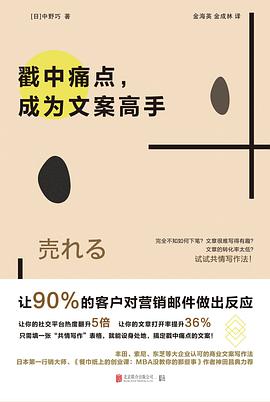 [日]中野巧
金海英 金成林 译
戳中痛点，
成为文案高手
売れる
完全不知如何下笔？文章很难写得有趣？
文章的转化率太低？
试试共情写作法！
让90%的客户对营销邮件做出反应
让你的社交平台热度翻升5倍 让你的文章打开率提升36%
只需填一张“共情写作”表格，就能设身处地，搞定戳中痛点的文案！
丰田、索尼、东芝等大企业认可的商业文案写作法
日本第一行销大师、《餐巾纸上的创业课：MBA没教你的那些事》作者神田昌典力荐
北京联合出版公司